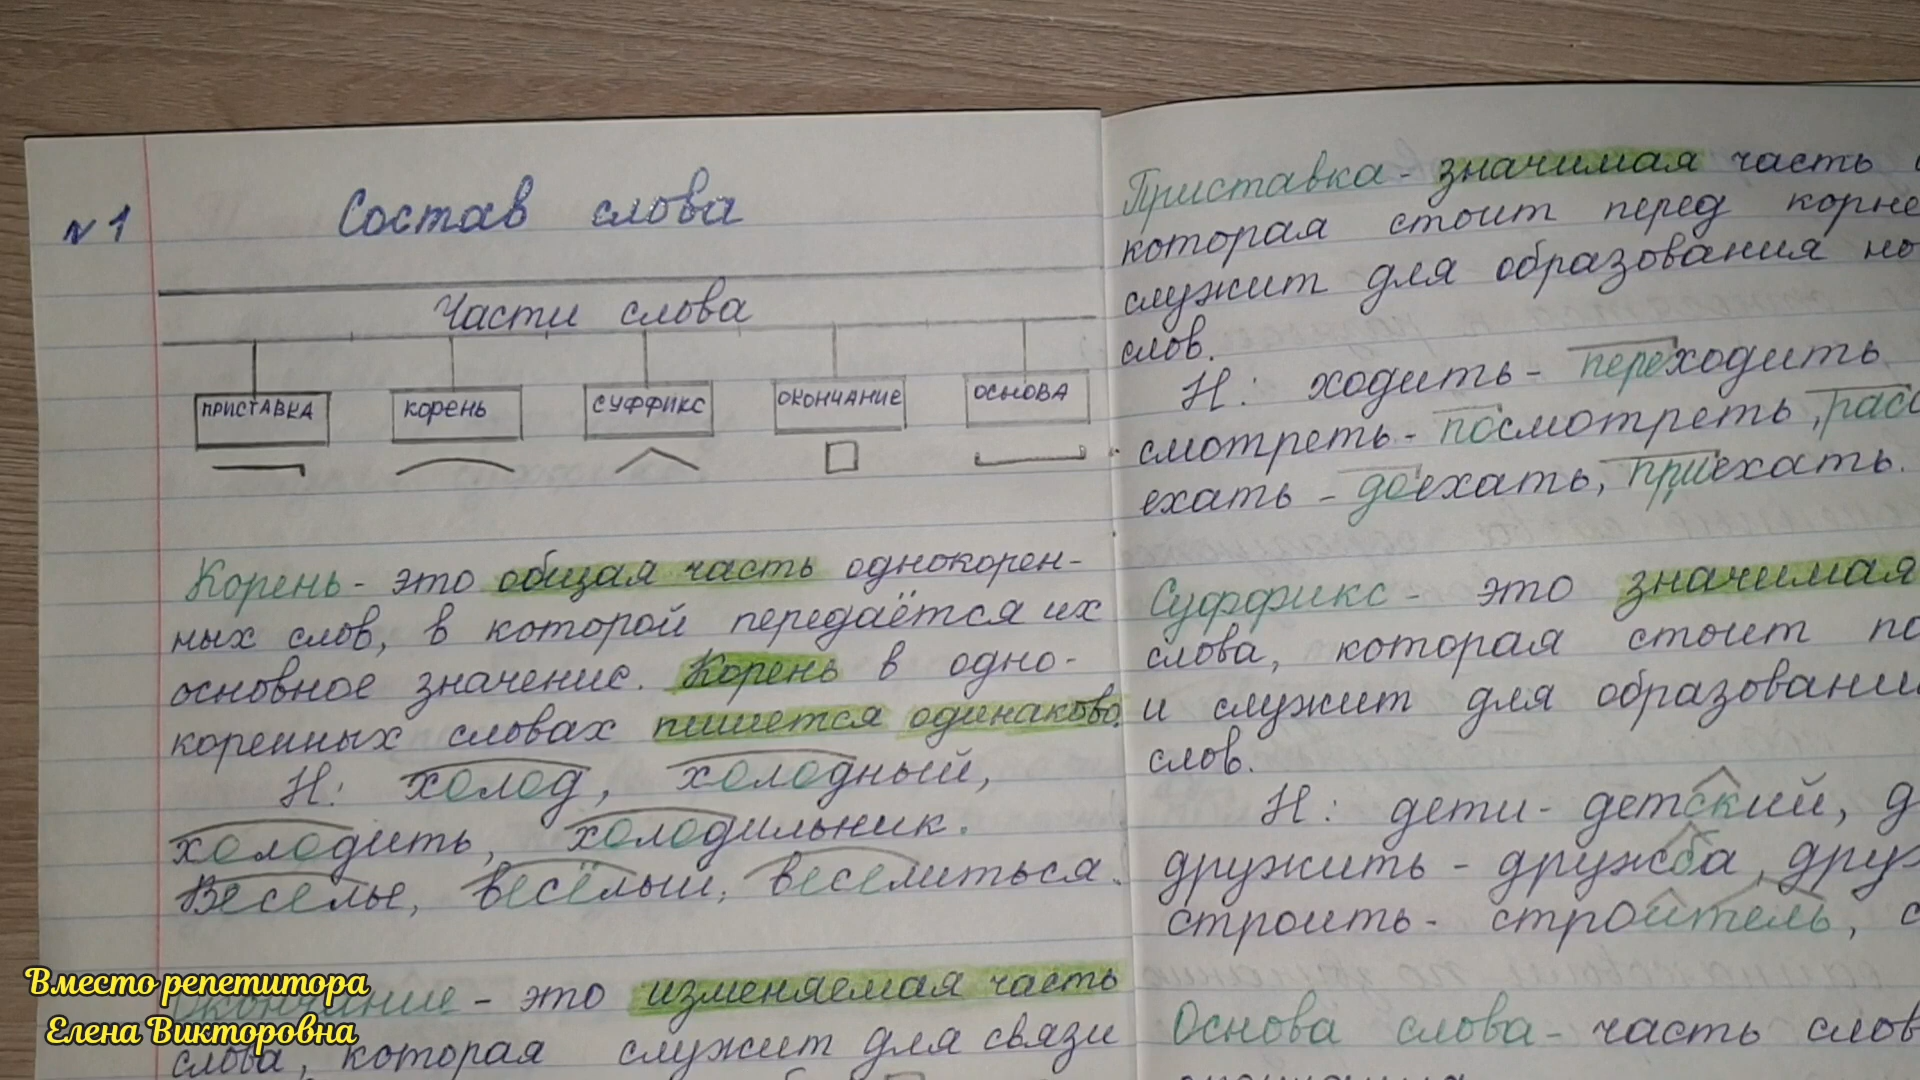 N 1
Состав слова
Части слова
ПРИСТАВКА КОРЕНЬ СУФФИКС ОКОНЧАНИЕ ОСНОВА
Корень - это общая часть однокорен-
ных слов, в которой передаётся их
основное значение. Корень в одно-
коренных словах пишется одинаково.
Н: холод, холодный,
холодить, холодильник.
Веселье, весёлый, веселиться.
Окончание - это изменяемая часть
слова, которая служит для связи
Приставка - значимая часть
которая стоит перед корне
служит для образования но
слов.
Н: ходить - переходить
смотреть - посмотреть, расс
ехать - доехать, приехать.
Суффикс - это значимая
слова, которая стоит по
и служит для образовани
слов.
Н: дети - детский, д
дружить - дружба, друж
строить - строитель, с
Основа слова - часть слов
Вместо репетитора
Елена Викторовна